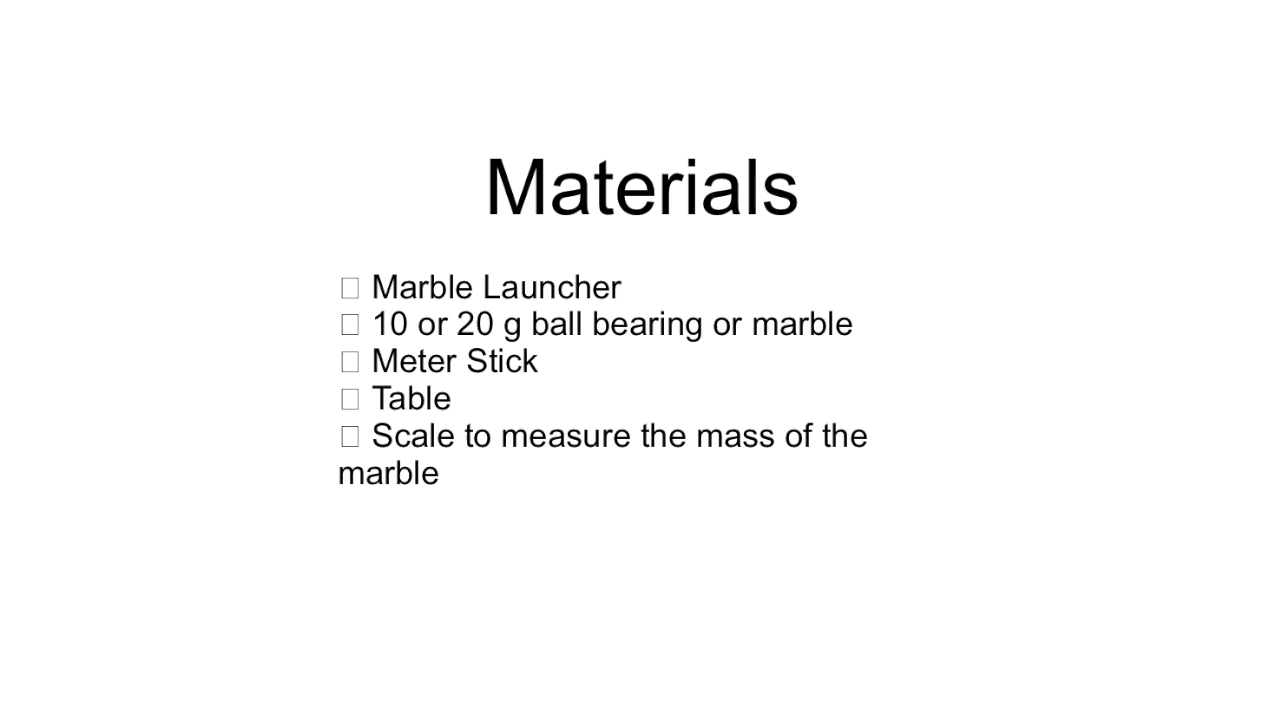 Materials
□ Marble Launcher
□ 10 or 20 g ball bearing or marble
□ Meter Stick
□ Table
□ Scale to measure the mass of the
marble